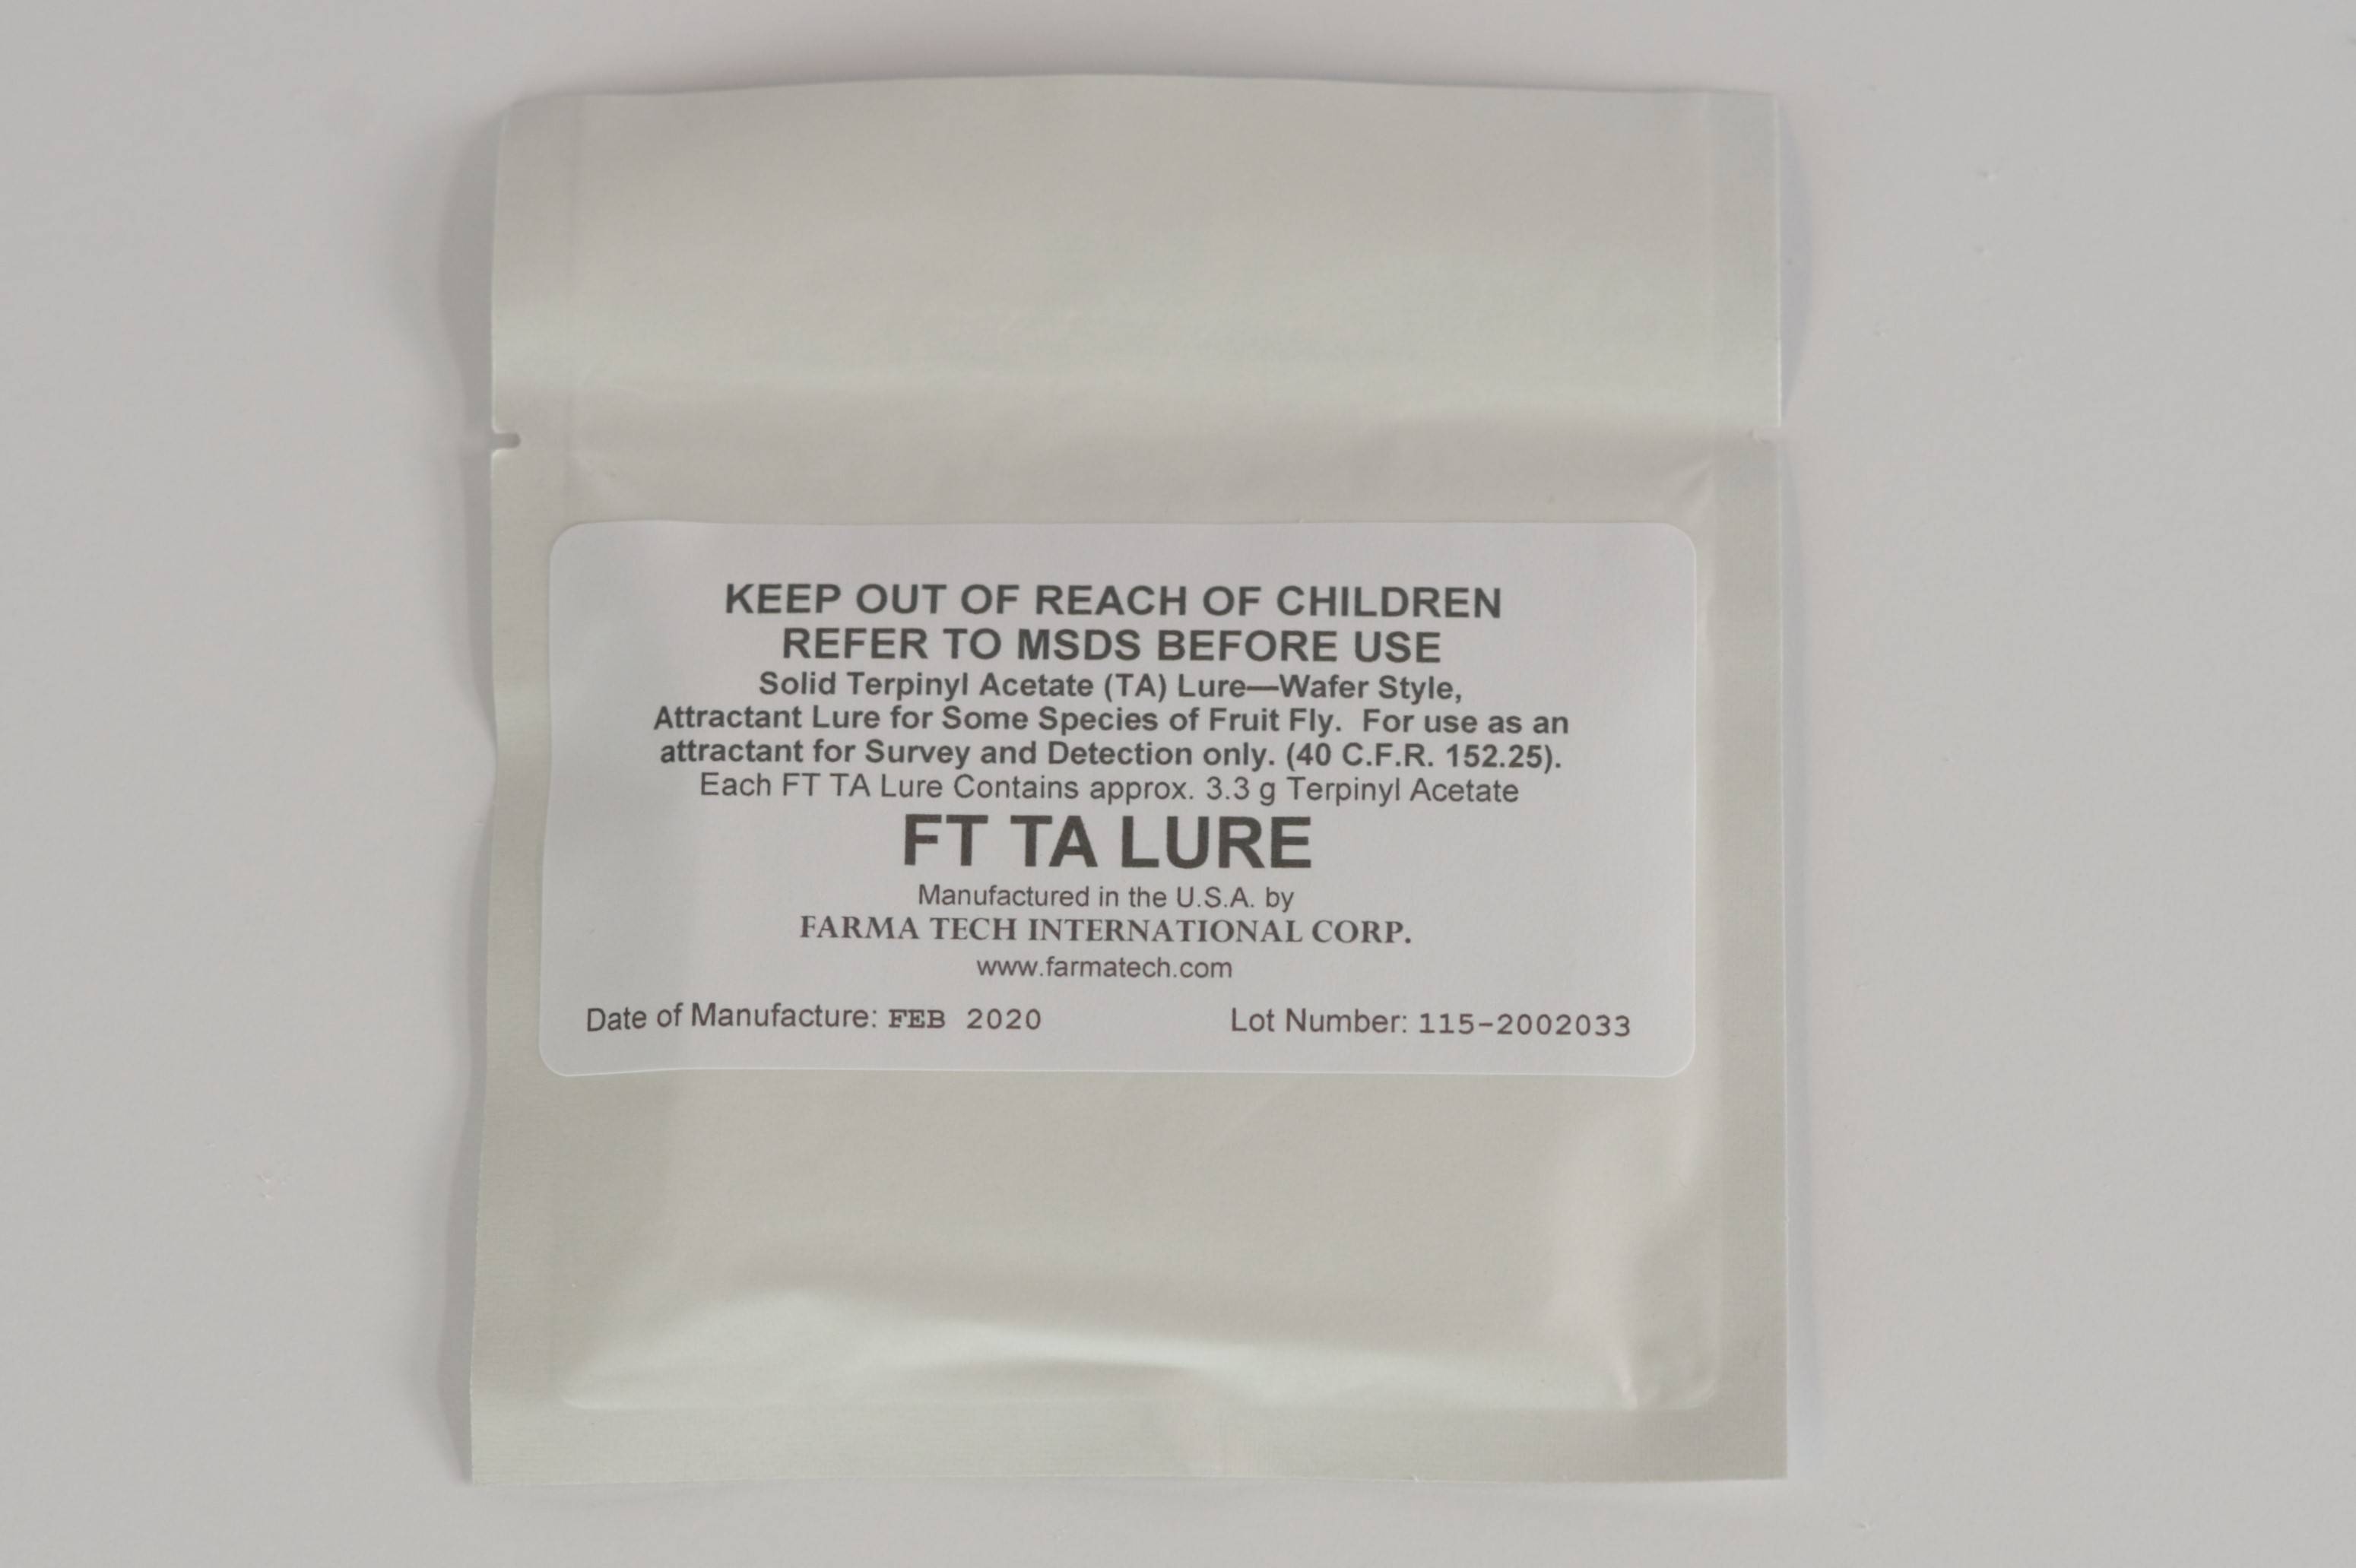 KEEP OUT OF REACH OF CHILDREN
REFER TO MSDS BEFORE USE
Solid Terpinyl Acetate (TA) Lure—Wafer Style,
Attractant Lure for Some Species of Fruit Fly.  For use as an
attractant for Survey and Detection only. (40 C.F.R. 152.25).
Each FT TA Lure Contains approx. 3.3 g Terpinyl Acetate
FT TA LURE
Manufactured in the U.S.A. by
FARMA TECH INTERNATIONAL CORP.
www.farmatech.com
Date of Manufacture: FEB 2020 Lot Number: 115-2002033